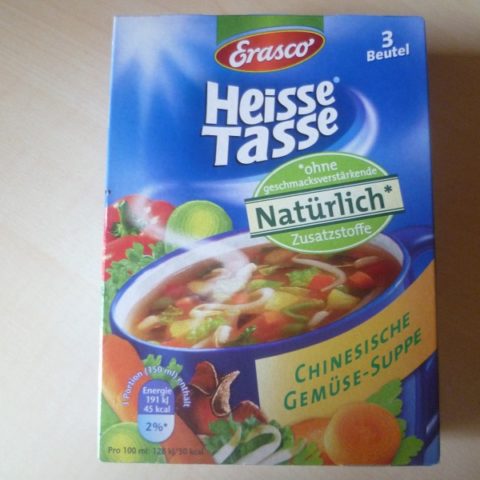 Erasco
3
Beutel
Heisse
Tasse
*ohne
geschmacksverstärkende
Natürlich*
Zusatzstoffe
Chinesische
Gemüse-Suppe
1 Portion (150 ml) enthält
Energie
191 kJ
45 kcal
2%*
Pro 100 ml: 128 kJ/30 kcal